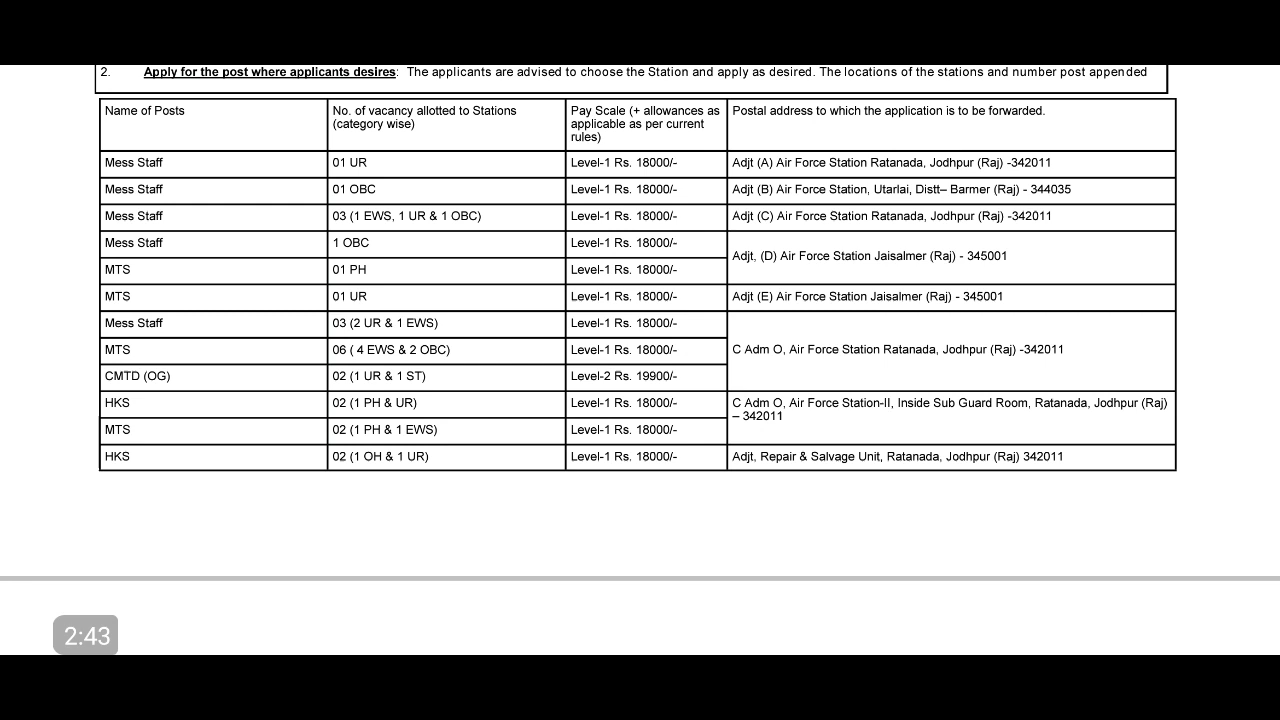 2. Apply for the post where applicants desires: The applicants are advised to choose the Station and apply as desired. The locations of the stations and number post appended
Name of Posts
No. of vacancy allotted to Stations
(category wise)
Pay Scale (+ allowances as
applicable as per current
rules)
Postal address to which the application is to be forwarded.
Mess Staff 01 UR Level-1 Rs. 18000/- Adjt (A) Air Force Station Ratanada, Jodhpur (Raj) -342011
Mess Staff 01 OBC Level-1 Rs. 18000/- Adjt (B) Air Force Station, Utarlai, Distt– Barmer (Raj) - 344035
Mess Staff 03 (1 EWS, 1 UR & 1 OBC) Level-1 Rs. 18000/- Adjt (C) Air Force Station Ratanada, Jodhpur (Raj) -342011
Mess Staff 1 OBC Level-1 Rs. 18000/-
Adjt, (D) Air Force Station Jaisalmer (Raj) - 345001
MTS 01 PH Level-1 Rs. 18000/-
MTS 01 UR Level-1 Rs. 18000/- Adjt (E) Air Force Station Jaisalmer (Raj) - 345001
Mess Staff 03 (2 UR & 1 EWS) Level-1 Rs. 18000/-
MTS 06 ( 4 EWS & 2 OBC) Level-1 Rs. 18000/- C Adm O, Air Force Station Ratanada, Jodhpur (Raj) -342011
CMTD (OG) 02 (1 UR & 1 ST) Level-2 Rs. 19900/-
HKS 02 (1 PH & UR) Level-1 Rs. 18000/- C Adm O, Air Force Station-II, Inside Sub Guard Room, Ratanada, Jodhpur (Raj)
– 342011
MTS 02 (1 PH & 1 EWS) Level-1 Rs. 18000/-
HKS 02 (1 OH & 1 UR) Level-1 Rs. 18000/- Adjt, Repair & Salvage Unit, Ratanada, Jodhpur (Raj) 342011
2:43